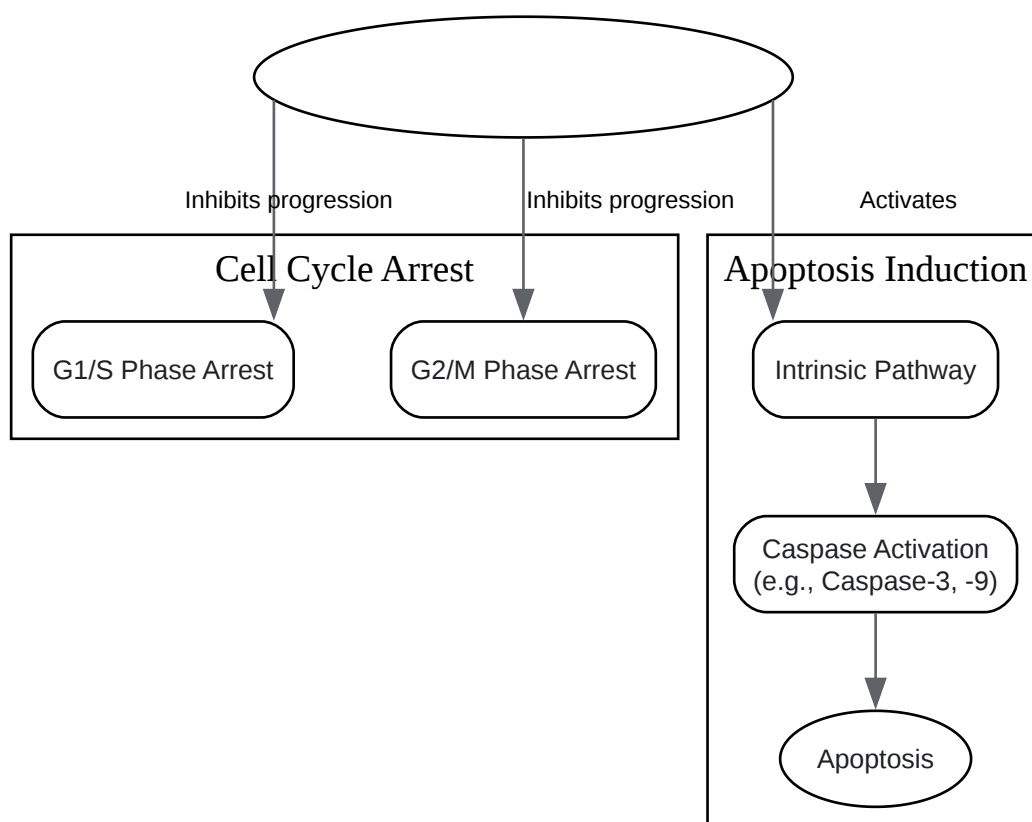 Inhibits progression
Inhibits progression
Activates
Cell Cycle Arrest
Apoptosis Induction
G1/S Phase Arrest
G2/M Phase Arrest
Intrinsic Pathway
Caspase Activation
(e.g., Caspase-3, -9)
Apoptosis